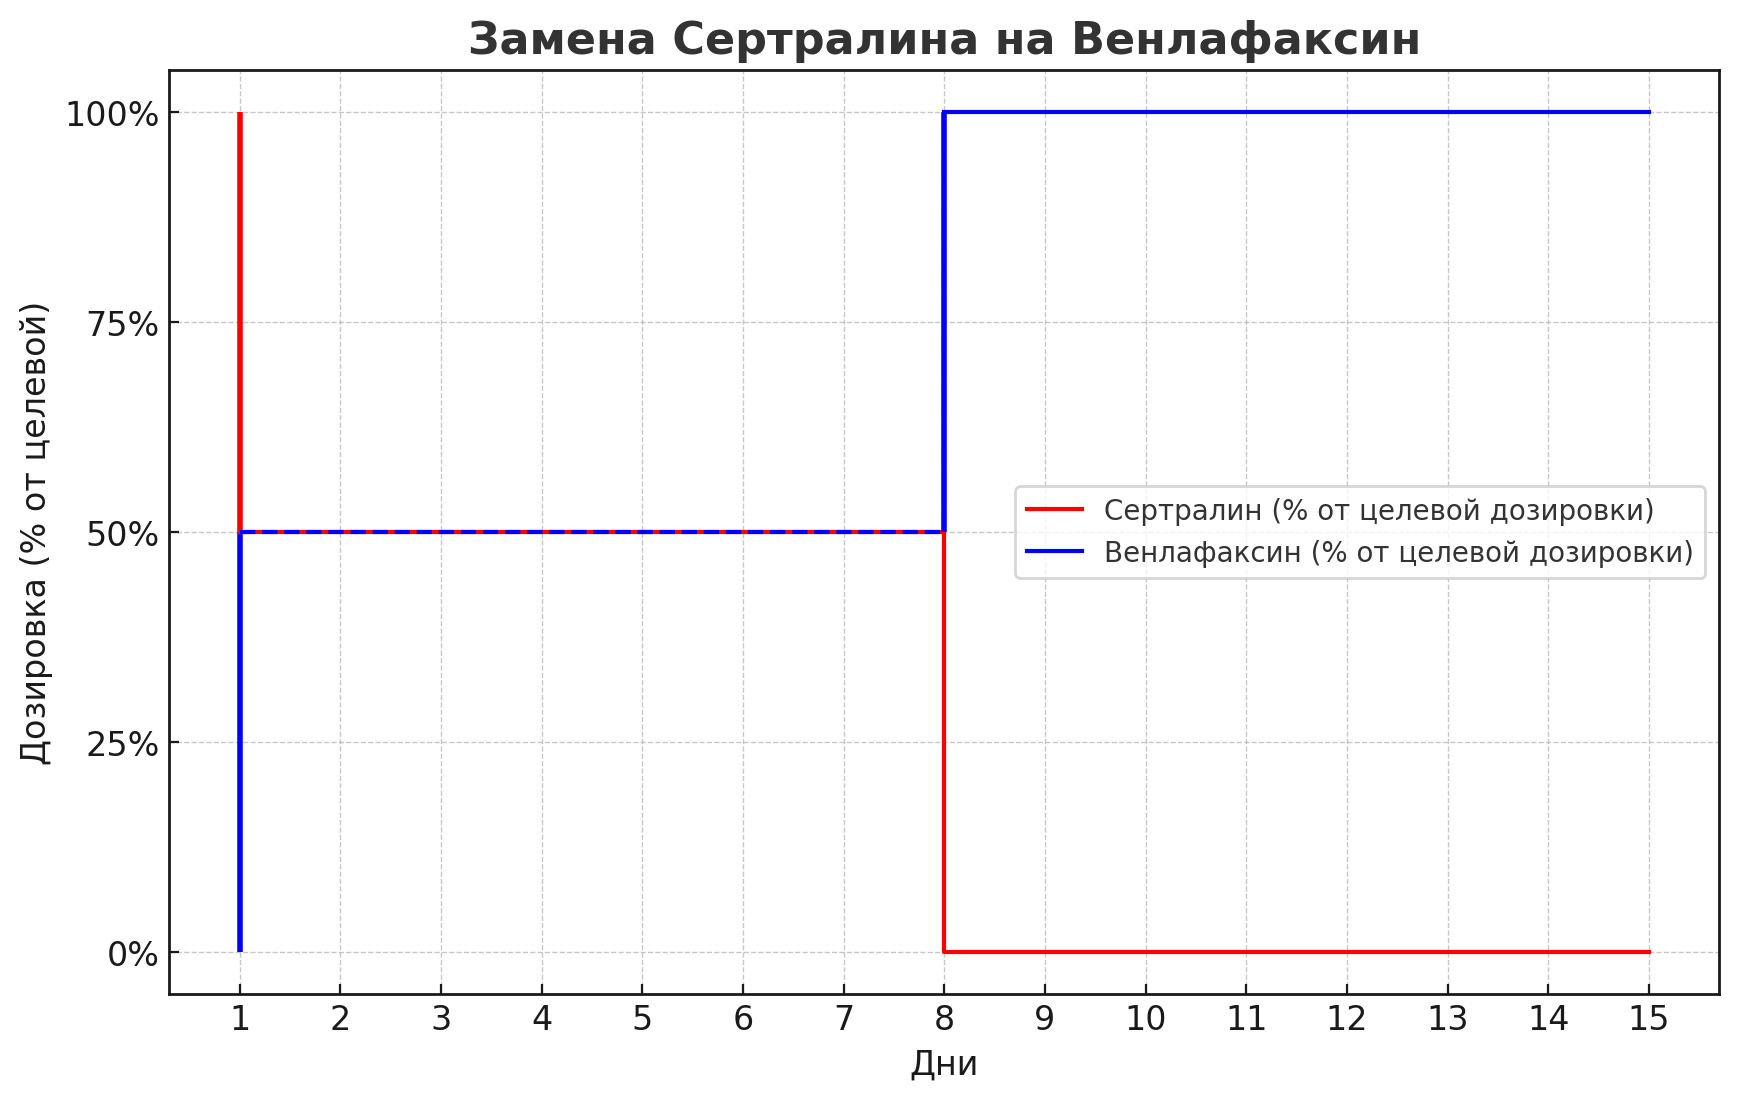 Замена Сертралина на Венлафаксин
Дозировка (% от целевой)
100%
75%
50%
25%
0%
Сертралин (% от целевой дозировки)
Венлафаксин (% от целевой дозировки)
1 2 3 4 5 6 7 8 9 10 11 12 13 14 15
Дни